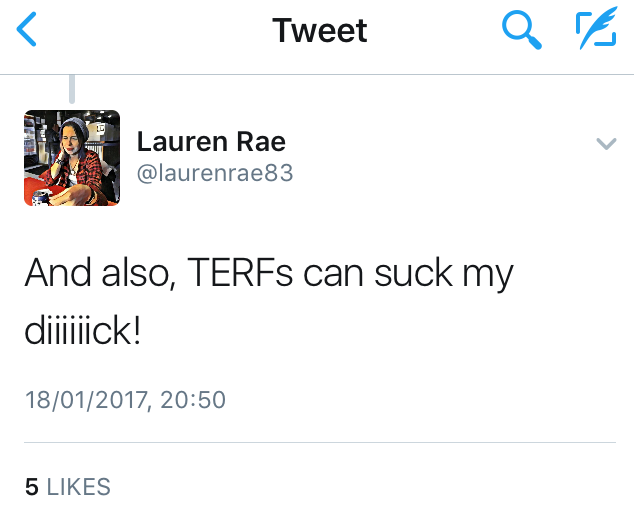 Tweet
Lauren Rae
@laurenrae83
And also, TERFs can suck my
diiiiiick!
18/01/2017, 20:50
5 LIKES